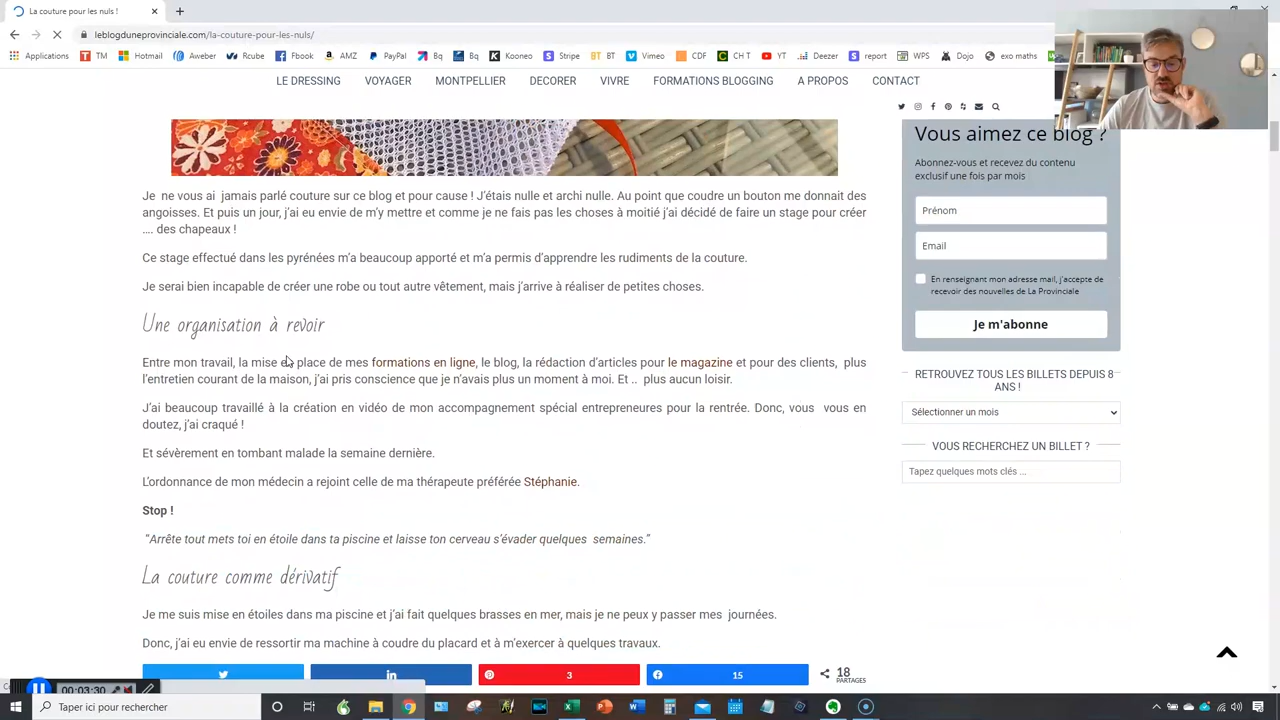 La couture pour les nuls !
leblogduneprovinciale.com/la-couture-pour-les-nuls/
Applications TM Hotmail Aweber Rcube Fbook AMZ PayPal Bq Bq Kooneo Stripe BT Vimeo CDF CH T YT Deezer report WPS Dojo exo maths
LE DRESSING VOYAGER MONTPELLIER DECORER VIVRE FORMATIONS BLOGGING A PROPOS CONTACT
Je ne vous ai jamais parlé couture sur ce blog et pour cause ! J'étais nulle et archi nulle. Au point que coudre un bouton me donnait des
angoisses. Et puis un jour, j'ai eu envie de m'y mettre et comme je ne fais pas les choses à moitié j'ai décidé de faire un stage pour créer
…. des chapeaux !
Ce stage effectué dans les pyrénées m'a beaucoup apporté et m'a permis d'apprendre les rudiments de la couture.
Je serai bien incapable de créer une robe ou tout autre vêtement, mais j'arrive à réaliser de petites choses.
Une organisation à revoir
Entre mon travail, la mise en place de mes formations en ligne, le blog, la rédaction d'articles pour le magazine et pour des clients, plus
l'entretien courant de la maison, j'ai pris conscience que je n'avais plus un moment à moi. Et .. plus aucun loisir.
J'ai beaucoup travaillé à la création en vidéo de mon accompagnement spécial entrepreneures pour la rentrée. Donc, vous vous en
doutez, j'ai craqué !
Et sévèrement en tombant malade la semaine dernière.
L'ordonnance de mon médecin a rejoint celle de ma thérapeute préférée Stéphanie.
Stop !
"Arrête tout mets toi en étoile dans ta piscine et laisse ton cerveau s'évader quelques semaines."
La couture comme dérivatif
Je me suis mise en étoiles dans ma piscine et j'ai fait quelques brasses en mer, mais je ne peux y passer mes journées.
Donc, j'ai eu envie de ressortir ma machine à coudre du placard et à m'exercer à quelques travaux.
3
15
18
PARTAGES
Vous aimez ce blog ?
Abonnez-vous et recevez du contenu
exclusif une fois par mois
Prénom
Email
En renseignant mon adresse mail, j'accepte de
recevoir des nouvelles de La Provinciale
Je m'abonne
RETROUVEZ TOUS LES BILLETS DEPUIS 8
ANS !
Sélectionner un mois
VOUS RECHERCHEZ UN BILLET ?
Tapez quelques mots clés ...
00:03:30
Taper ici pour rechercher